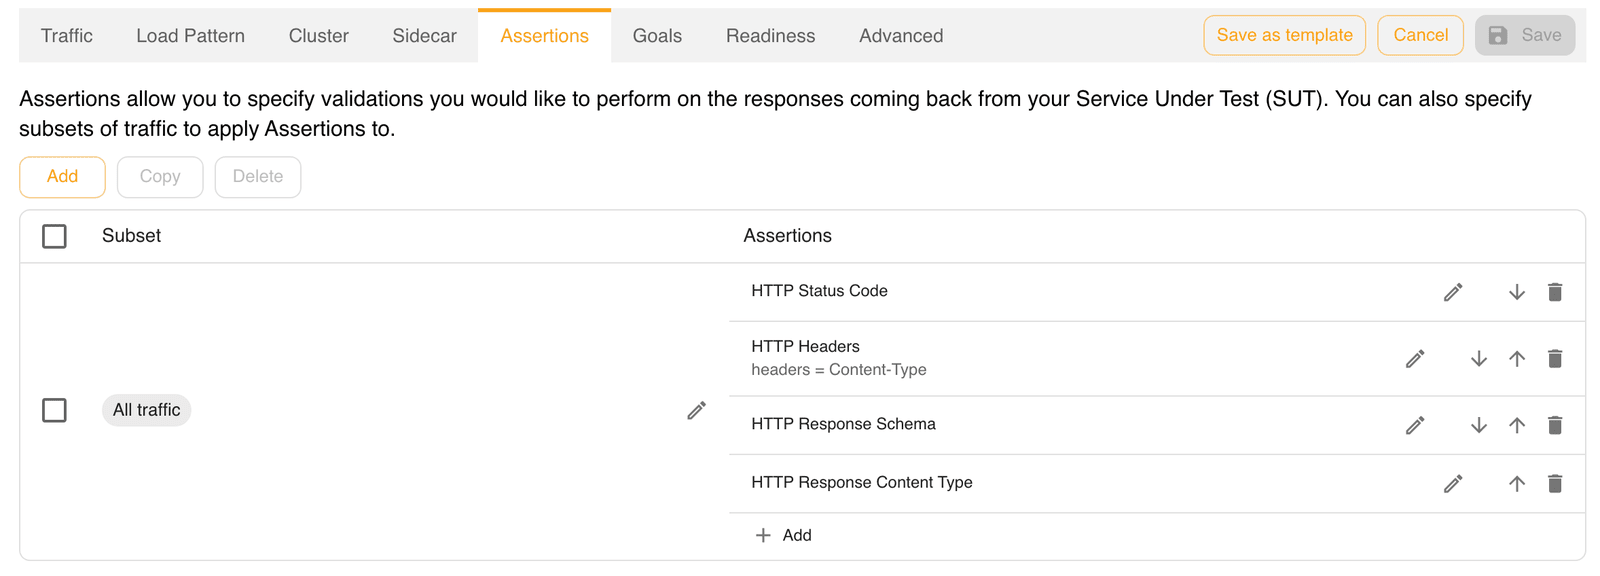 Traffic Load Pattern Cluster Sidecar Assertions Goals Readiness Advanced Save as template Cancel Save
Assertions allow you to specify validations you would like to perform on the responses coming back from your Service Under Test (SUT). You can also specify
subsets of traffic to apply Assertions to.
Add Copy Delete
Subset Assertions
HTTP Status Code
HTTP Headers
headers = Content-Type
All traffic
HTTP Response Schema
HTTP Response Content Type
Add